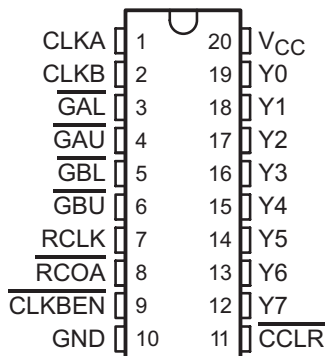 CLKA 1 20 VCC
CLKB 2 19 Y0
GAL 3 18 Y1
GAU 4 17 Y2
GBL 5 16 Y3
GBU 6 15 Y4
RCLK 7 14 Y5
RCOA 8 13 Y6
CLKBEN 9 12 Y7
GND 10 11 CCLR